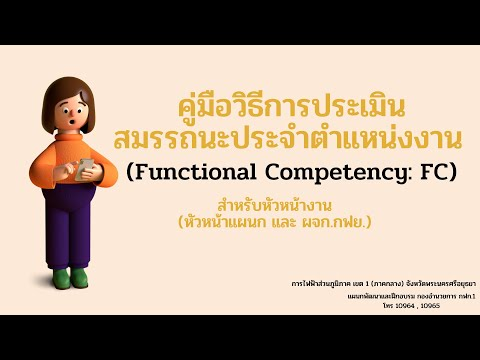 คู่มือวิธีการประเมิน
สมรรถนะประจำตำแหน่งงาน
(Functional Competency: FC)
สำหรับหัวหน้างาน
(หัวหน้าแผนก และ ผจก.กฟย.)
การไฟฟ้าส่วนภูมิภาค เขต 1 (ภาคกลาง) จังหวัดพระนครศรีอยุธยา
แผนกพัฒนาและฝึกอบรม กองอำนวยการ กฟก.1
โทร 10964 , 10965